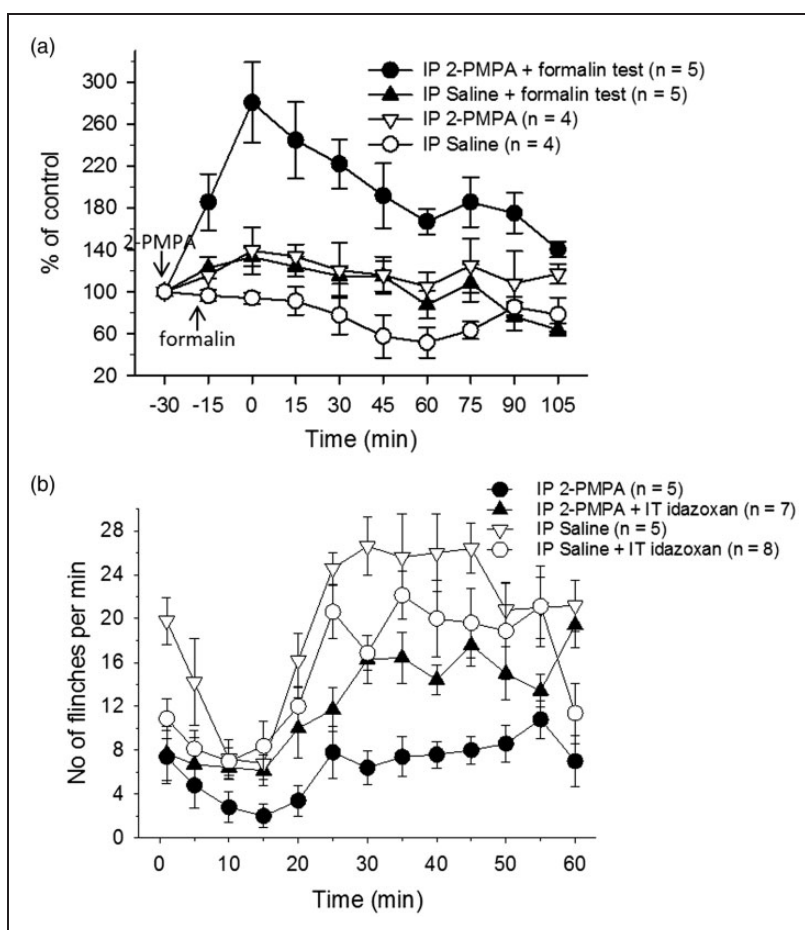 (a)
IP 2-PMPA + formalin test (n = 5)
IP Saline + formalin test (n = 5)
IP 2-PMPA (n = 4)
IP Saline (n = 4)
% of control
300
260
220
180
140
100
60
20
2-PMPA
formalin
-30 -15 0 15 30 45 60 75 90 105
Time (min)
(b)
IP 2-PMPA (n = 5)
IP 2-PMPA + IT idazoxan (n = 7)
IP Saline (n = 5)
IP Saline + IT idazoxan (n = 8)
No of flinches per min
28
24
20
16
12
8
4
0
0 10 20 30 40 50 60
Time (min)